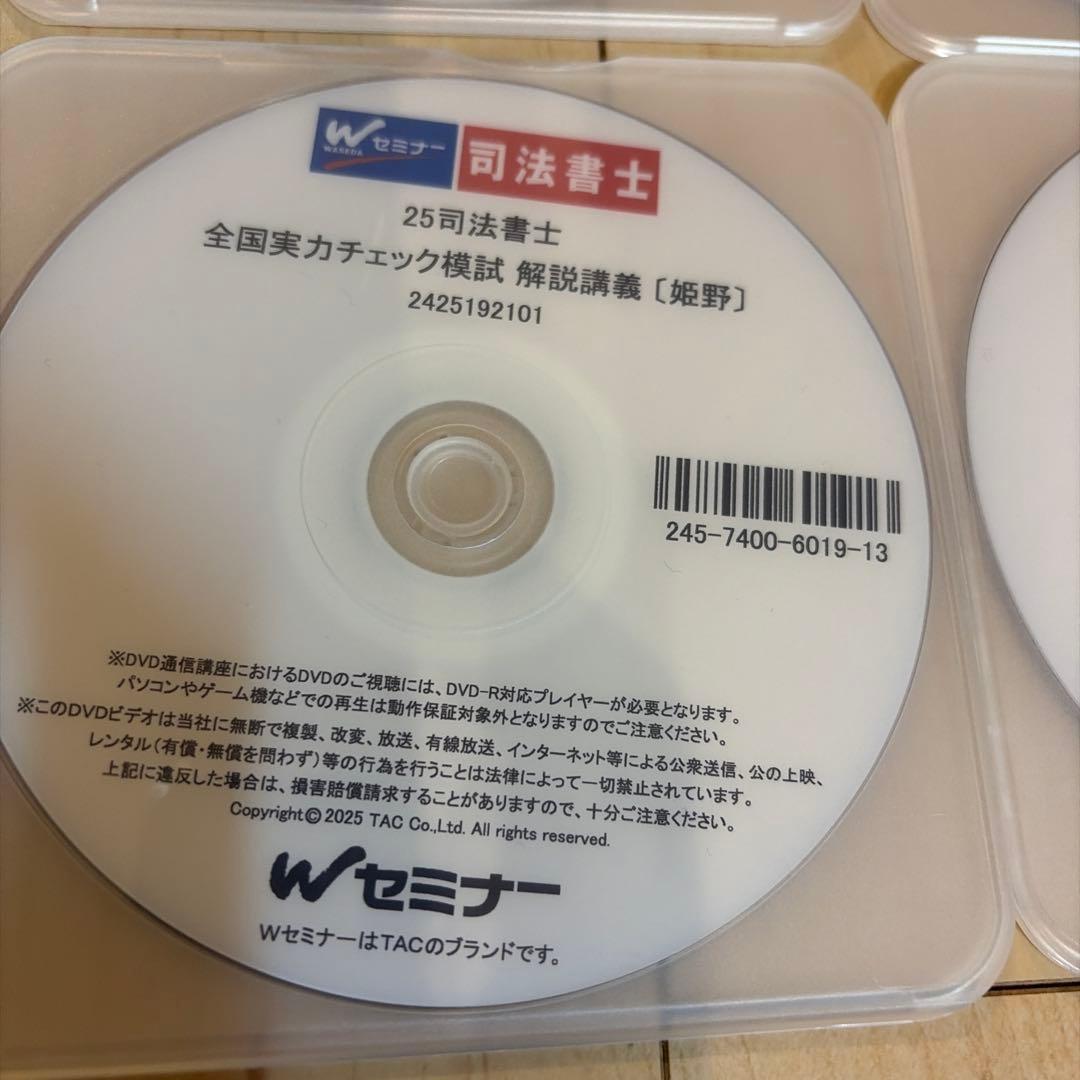 W セミナー 司法書士
WASEDA
25司法書士
全国実力チェック模試 解説講義〔姫野〕
2425192101
245-7400-6019-13
※DVD通信講座におけるDVDのご視聴には、DVD-R対応プレイヤーが必要となります。
パソコンやゲーム機などでの再生は動作保証対象外となりますのでご注意ください。
※このDVDビデオは当社に無断で複製、改変、放送、有線放送、インターネット等による公衆送信、公の上映、
レンタル(有償・無償を問わず)等の行為を行うことは法律によって一切禁止されています。
上記に違反した場合は、損害賠償請求することがありますので、十分ご注意ください。
Copyright© 2025 TAC Co.,Ltd. All rights reserved.
Wセミナー
WセミナーはTACのブランドです。